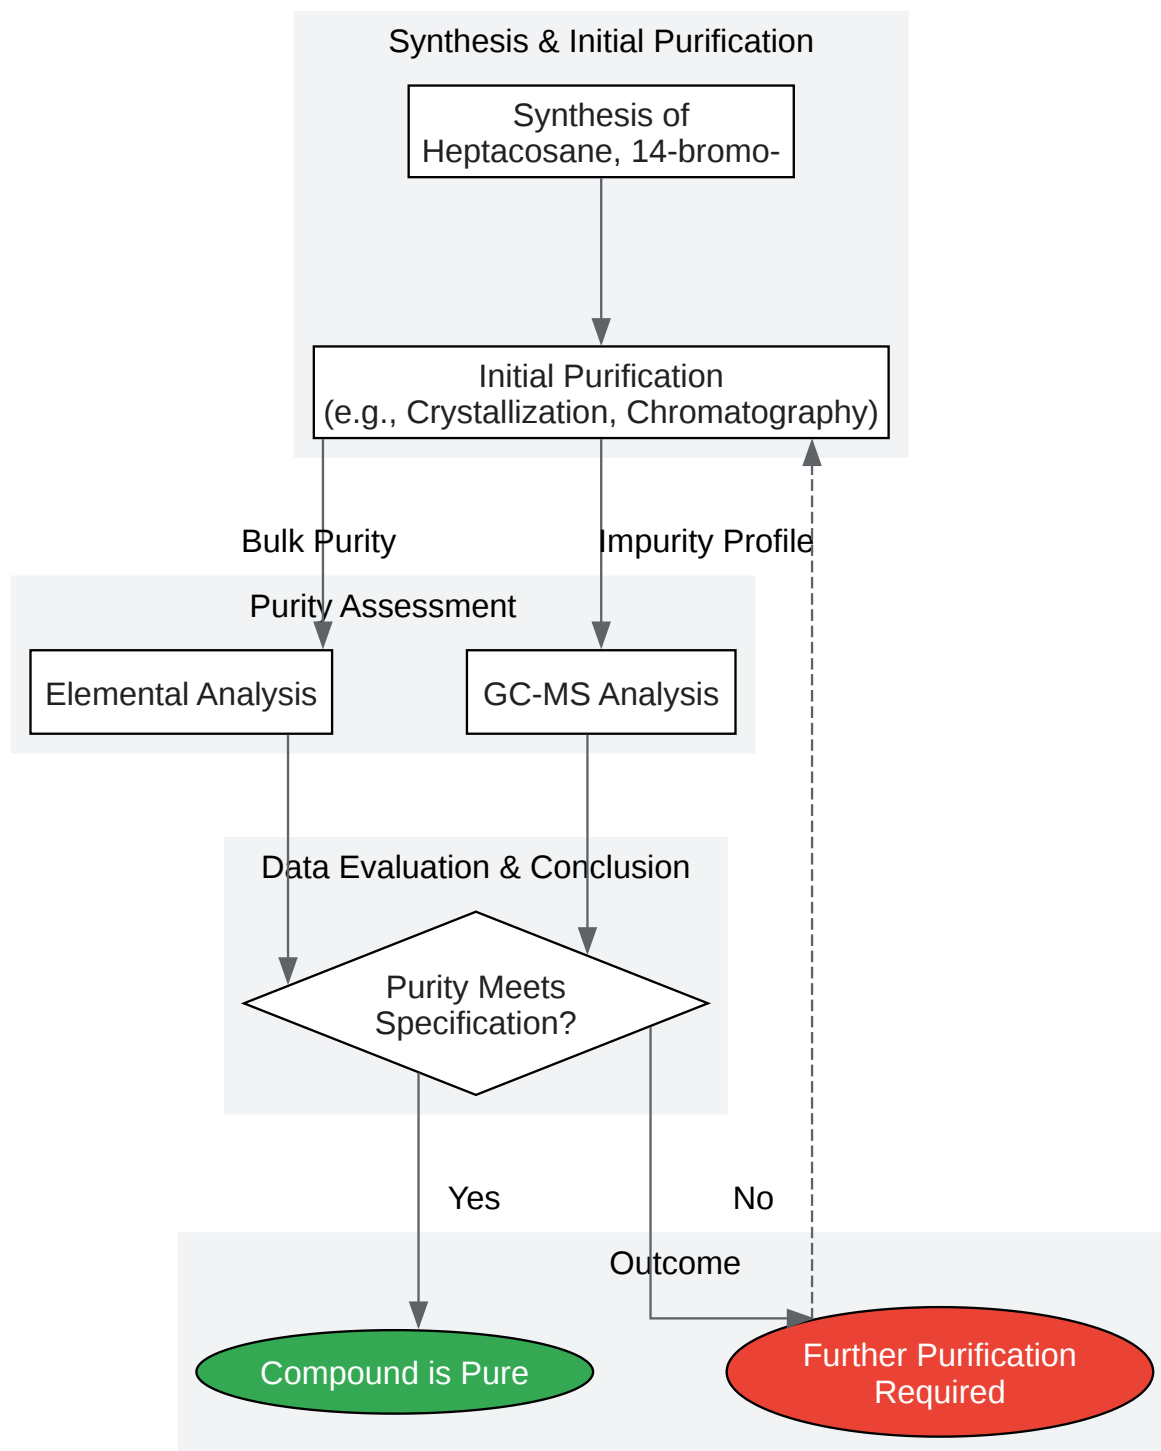 Synthesis & Initial Purification
Synthesis of
Heptacosane, 14-bromo-
Initial Purification
(e.g., Crystallization, Chromatography)
Bulk Purity
Impurity Profile
Purity Assessment
Elemental Analysis
GC-MS Analysis
Data Evaluation & Conclusion
Purity Meets
Specification?
Yes
No
Outcome
Compound is Pure
Further Purification
Required